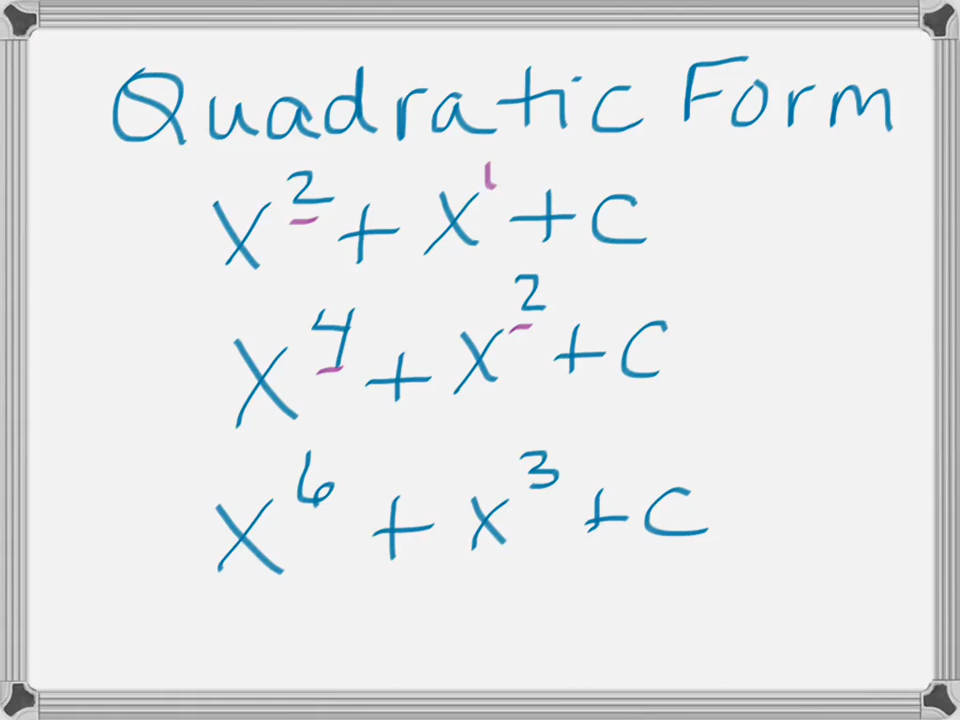 Quadratic Form
x² + x¹ + c
x⁴ + x² + c
x⁶ + x³ + c